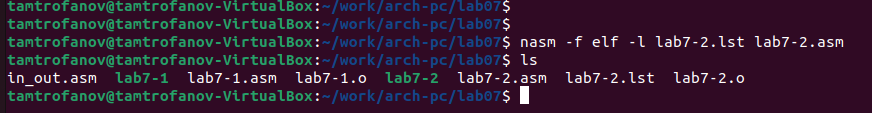 tamtrofanov@tamtrofanov-VirtualBox:~/work/arch-pc/lab07$
tamtrofanov@tamtrofanov-VirtualBox:~/work/arch-pc/lab07$
tamtrofanov@tamtrofanov-VirtualBox:~/work/arch-pc/lab07$ nasm -f elf -l lab7-2.lst lab7-2.asm
tamtrofanov@tamtrofanov-VirtualBox:~/work/arch-pc/lab07$ ls
in_out.asm lab7-1 lab7-1.asm lab7-1.o lab7-2 lab7-2.asm lab7-2.lst lab7-2.o
tamtrofanov@tamtrofanov-VirtualBox:~/work/arch-pc/lab07$